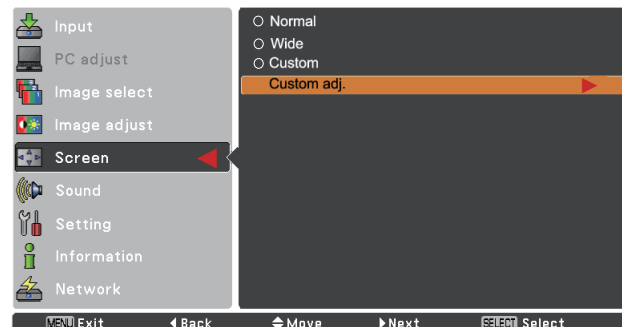 Input
PC adjust
Image select
Image adjust
Screen
Sound
Setting
Information
Network
Normal
Wide
Custom
Custom adj.
MENU Exit Back Move Next SELECT Select